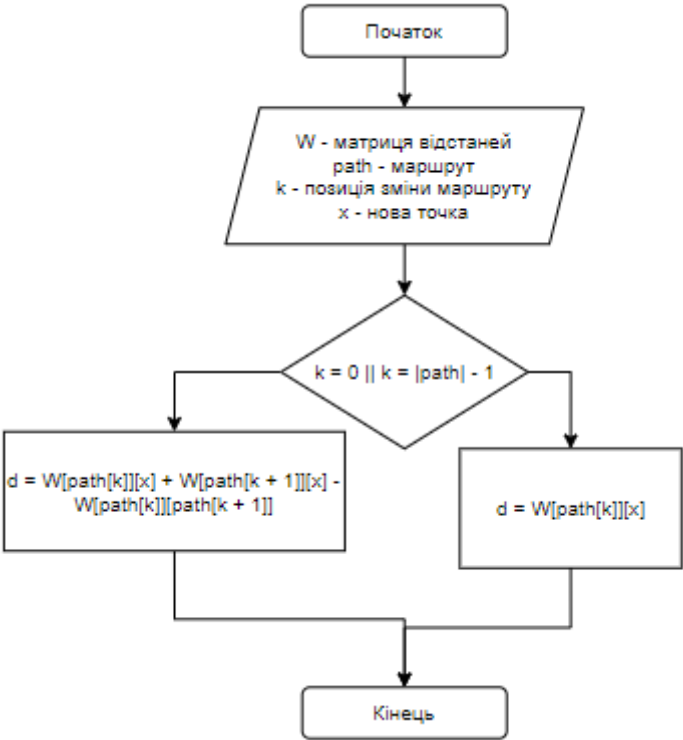 Початок
W - матриця відстаней
path - маршрут
k - позиція зміни маршруту
x - нова точка
k = 0 || k = |path| - 1
d = W[path[k]][x] + W[path[k + 1]][x] -
W[path[k]][path[k + 1]]
d = W[path[k]][x]
Кінець